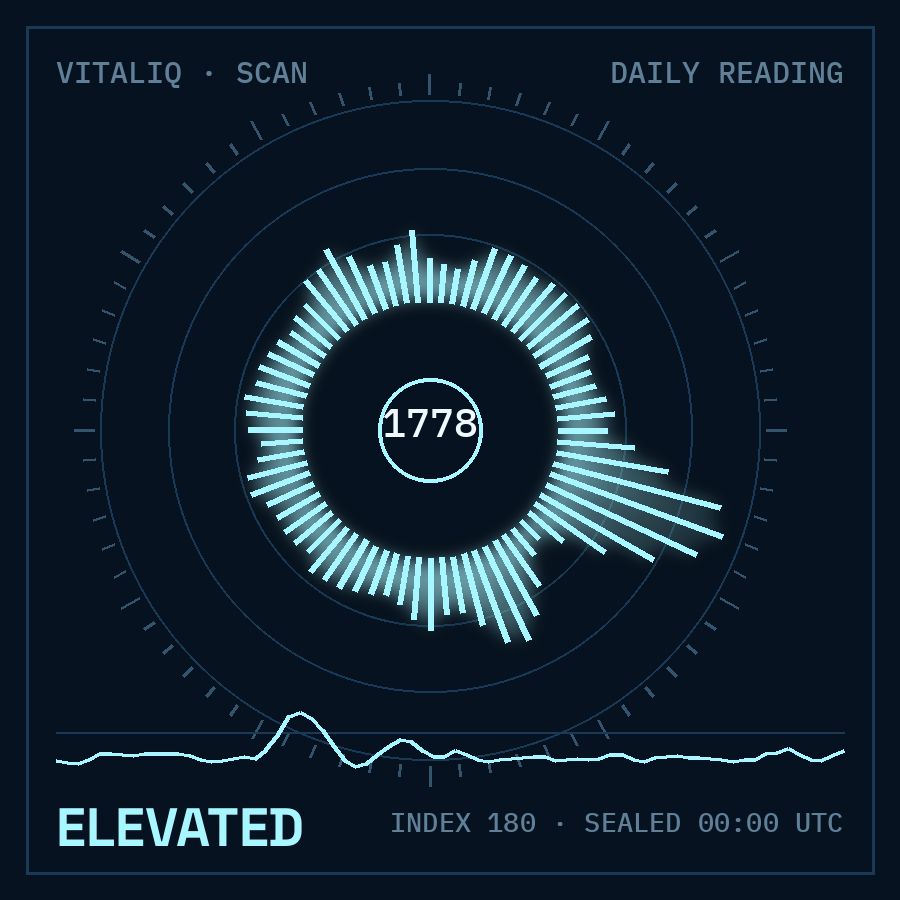 VITALIQ · SCAN
DAILY READING
1778
ELEVATED
INDEX 180 · SEALED 00:00 UTC